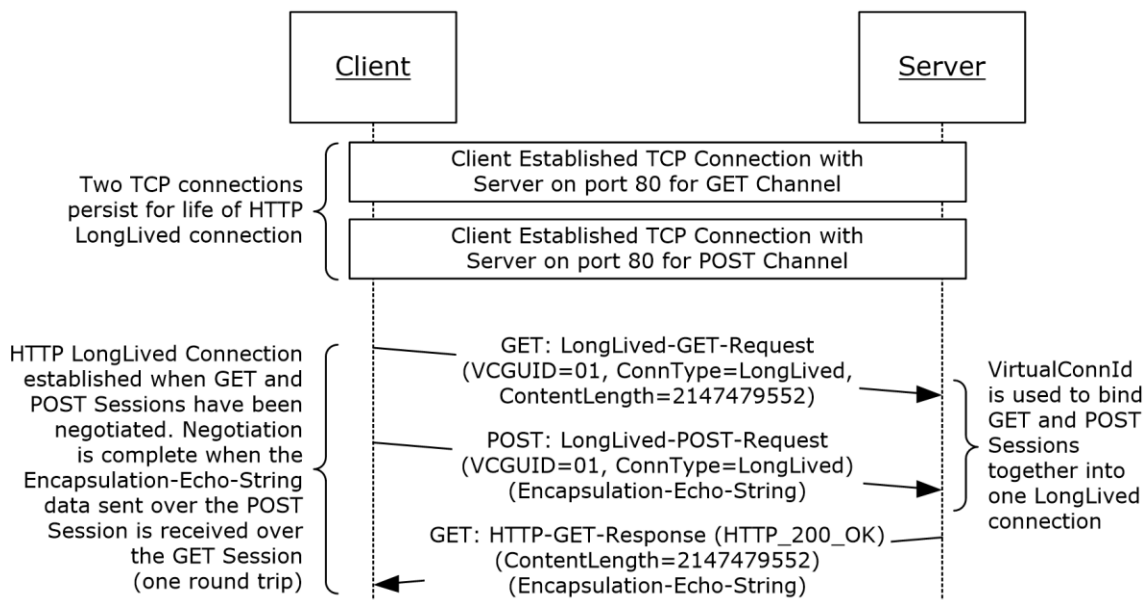 Client
Server
Two TCP connections
persist for life of HTTP
LongLived connection
Client Established TCP Connection with
Server on port 80 for GET Channel
Client Established TCP Connection with
Server on port 80 for POST Channel
HTTP LongLived Connection
established when GET and
POST Sessions have been
negotiated. Negotiation
is complete when the
Encapsulation-Echo-String
data sent over the POST
Session is received over
the GET Session
(one round trip)
GET: LongLived-GET-Request
(VCGUID=01, ConnType=LongLived,
ContentLength=2147479552)
POST: LongLived-POST-Request
(VCGUID=01, ConnType=LongLived)
(Encapsulation-Echo-String)
GET: HTTP-GET-Response (HTTP_200_OK)
(ContentLength=2147479552)
(Encapsulation-Echo-String)
VirtualConnId
is used to bind
GET and POST
Sessions
together into
one LongLived
connection